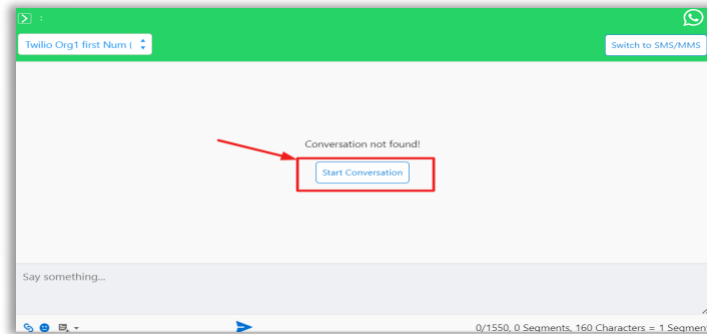 :
Twilio Org1 first Num (
Switch to SMS/MMS
Conversation not found!
Start Conversation
Say something...
0/1550, 0 Segments, 160 Characters = 1 Segment